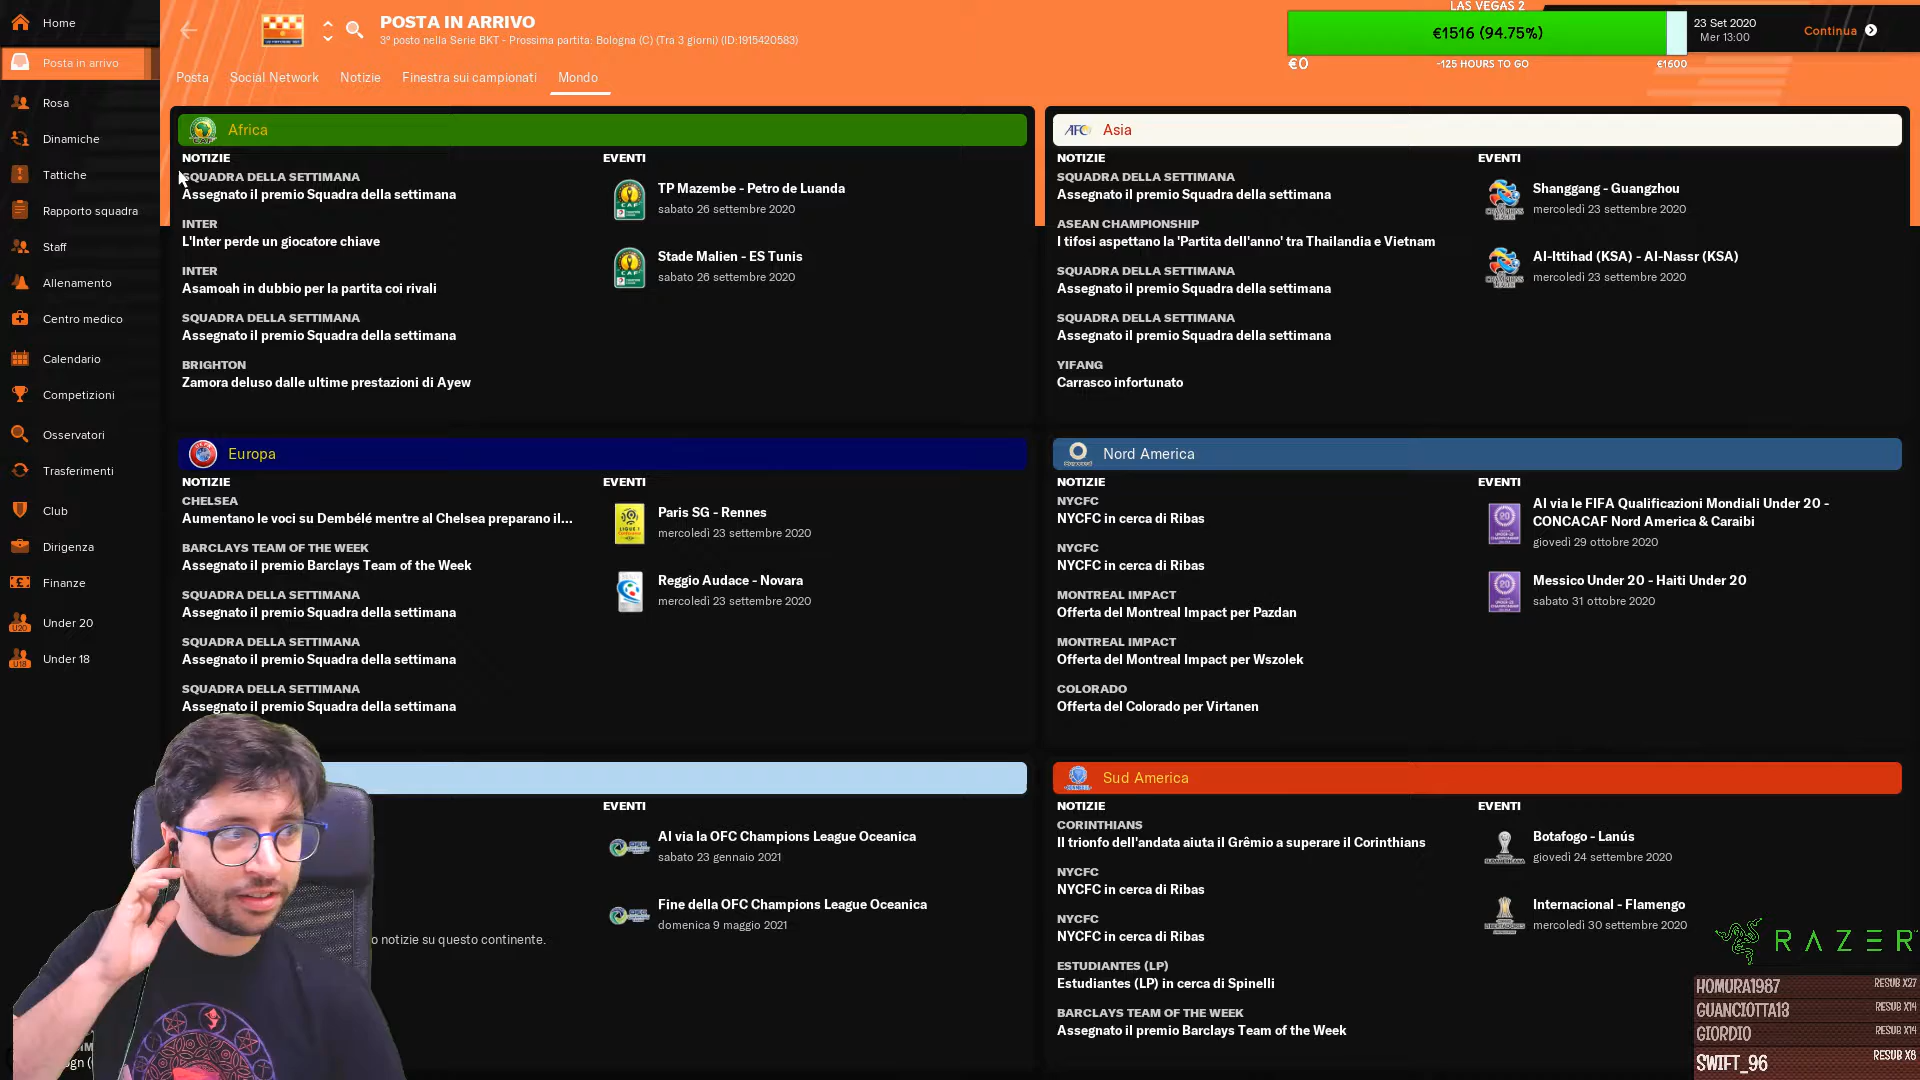 Home
Posta in arrivo
Rosa
Dinamiche
Tattiche
Rapporto squadra
Staff
Allenamento
Centro medico
Calendario
Competizioni
Osservatori
Trasferimenti
Club
Dirigenza
Finanze
Under 20
Under 18
POSTA IN ARRIVO
3° posto nella Serie BKT - Prossima partita: Bologna (C) (Tra 3 giorni) (ID:1915420583)
Posta
Social Network
Notizie
Finestra sui campionati
Mondo
LAS VEGAS 2
€1516 (94.75%)
€0
-125 HOURS TO GO
€1600
23 Set 2020
Mer 13:00
Continua
Africa
NOTIZIE
SQUADRA DELLA SETTIMANA
Assegnato il premio Squadra della settimana
INTER
L'Inter perde un giocatore chiave
INTER
Asamoah in dubbio per la partita coi rivali
SQUADRA DELLA SETTIMANA
Assegnato il premio Squadra della settimana
BRIGHTON
Zamora deluso dalle ultime prestazioni di Ayew
EVENTI
TP Mazembe - Petro de Luanda
sabato 26 settembre 2020
Stade Malien - ES Tunis
sabato 26 settembre 2020
AFC
Asia
NOTIZIE
SQUADRA DELLA SETTIMANA
Assegnato il premio Squadra della settimana
ASEAN CHAMPIONSHIP
I tifosi aspettano la 'Partita dell'anno' tra Thailandia e Vietnam
SQUADRA DELLA SETTIMANA
Assegnato il premio Squadra della settimana
SQUADRA DELLA SETTIMANA
Assegnato il premio Squadra della settimana
YIFANG
Carrasco infortunato
EVENTI
Shanggang - Guangzhou
mercoledì 23 settembre 2020
Al-Ittihad (KSA) - Al-Nassr (KSA)
mercoledì 23 settembre 2020
Europa
NOTIZIE
CHELSEA
Aumentano le voci su Dembélé mentre al Chelsea preparano il...
BARCLAYS TEAM OF THE WEEK
Assegnato il premio Barclays Team of the Week
SQUADRA DELLA SETTIMANA
Assegnato il premio Squadra della settimana
SQUADRA DELLA SETTIMANA
Assegnato il premio Squadra della settimana
SQUADRA DELLA SETTIMANA
Assegnato il premio Squadra della settimana
EVENTI
Paris SG - Rennes
mercoledì 23 settembre 2020
Reggio Audace - Novara
mercoledì 23 settembre 2020
Nord America
NOTIZIE
NYCFC
NYCFC in cerca di Ribas
NYCFC
NYCFC in cerca di Ribas
MONTREAL IMPACT
Offerta del Montreal Impact per Pazdan
MONTREAL IMPACT
Offerta del Montreal Impact per Wszolek
COLORADO
Offerta del Colorado per Virtanen
EVENTI
Al via le FIFA Qualificazioni Mondiali Under 20 -
CONCACAF Nord America & Caraibi
giovedì 29 ottobre 2020
Messico Under 20 - Haiti Under 20
sabato 31 ottobre 2020
o notizie su questo continente.
EVENTI
Al via la OFC Champions League Oceanica
sabato 23 gennaio 2021
Fine della OFC Champions League Oceanica
domenica 9 maggio 2021
Sud America
NOTIZIE
CORINTHIANS
Il trionfo dell'andata aiuta il Grêmio a superare il Corinthians
NYCFC
NYCFC in cerca di Ribas
NYCFC
NYCFC in cerca di Ribas
ESTUDIANTES (LP)
Estudiantes (LP) in cerca di Spinelli
BARCLAYS TEAM OF THE WEEK
Assegnato il premio Barclays Team of the Week
EVENTI
Botafogo - Lanús
giovedì 24 settembre 2020
Internacional - Flamengo
mercoledì 30 settembre 2020
RAZER
HOMURA1987 RESUB X27
GUANCIOTTA13 RESUB X14
GIORDIO RESUB X14
SWIFT_96 RESUB X6